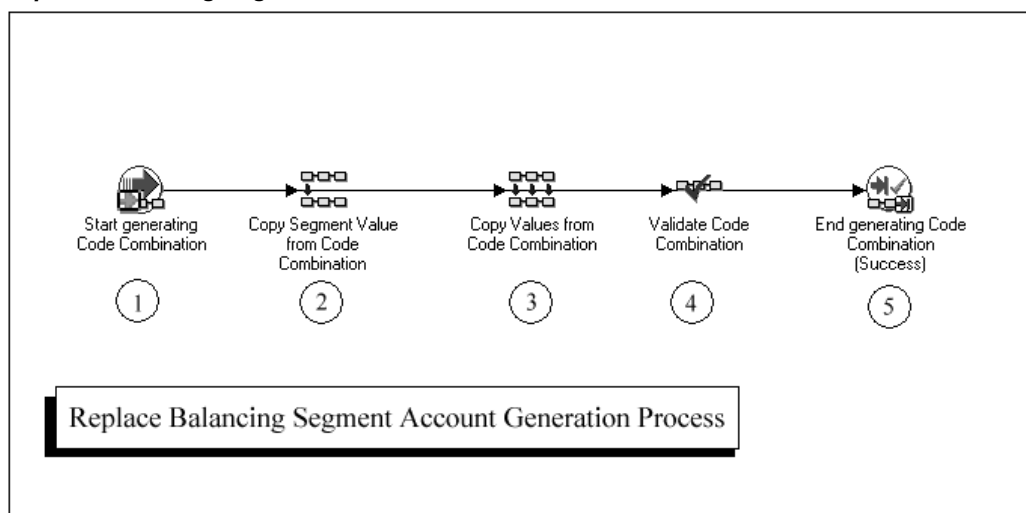 Start generating
Code Combination
Copy Segment Value
from Code
Combination
Copy Values from
Code Combination
Validate Code
Combination
End generating Code
Combination
(Success)
1
2
3
4
5
Replace Balancing Segment Account Generation Process